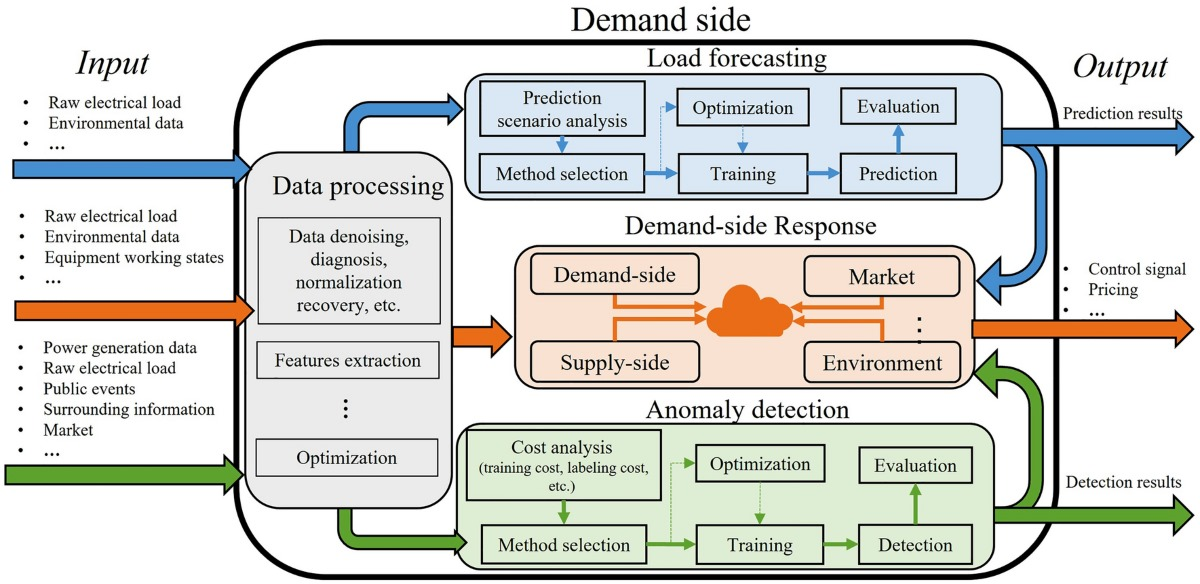 Demand side
Input
• Raw electrical load
• Environmental data
• ...
• Raw electrical load
• Environmental data
• Equipment working states
• ...
• Power generation data
• Raw electrical load
• Public events
• Surrounding information
• Market
• ...
Data processing
Data denoising,
diagnosis,
normalization
recovery, etc.
Features extraction
⋮
Optimization
Load forecasting
Prediction
scenario analysis
Method selection
Optimization
Training
Evaluation
Prediction
Demand-side Response
Demand-side
Market
Supply-side
⋮
Environment
Anomaly detection
Cost analysis
(training cost, labeling cost,
etc.)
Method selection
Optimization
Training
Evaluation
Detection
Output
Prediction results
• Control signal
• Pricing
• ...
Detection results